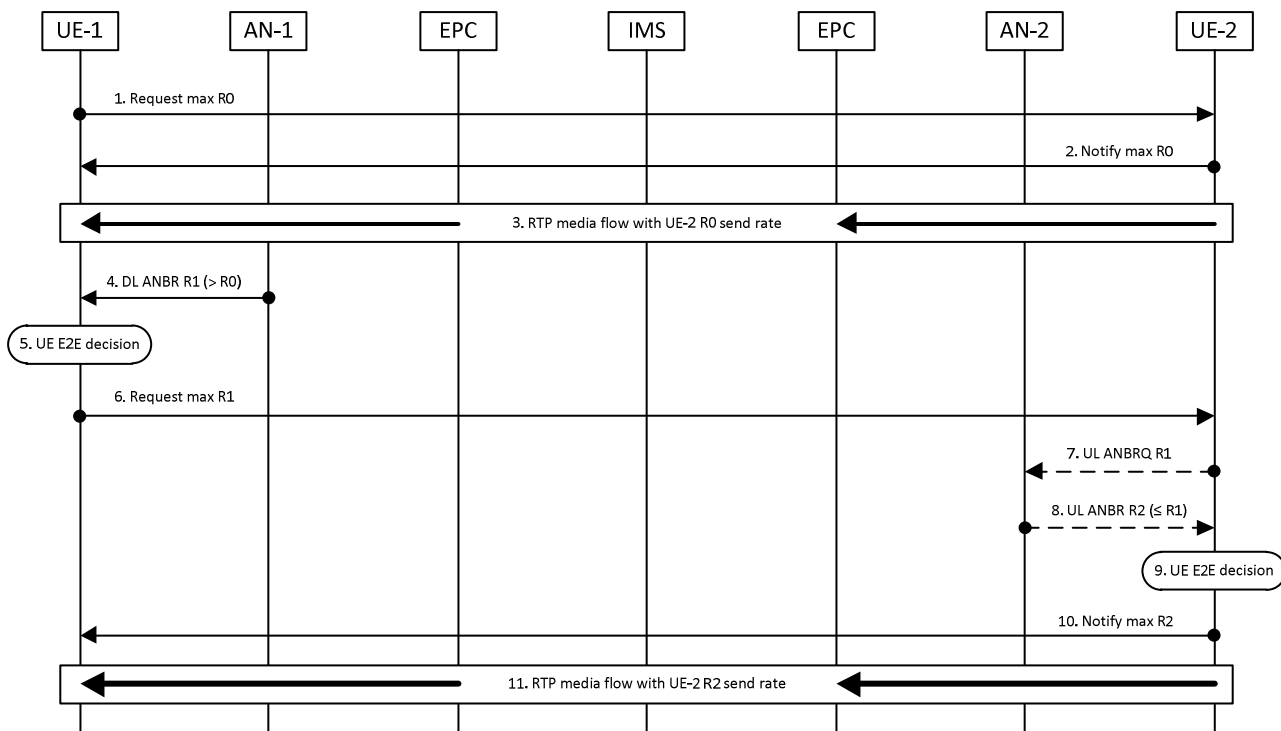 UE-1
AN-1
EPC
IMS
EPC
AN-2
UE-2
1. Request max R0
2. Notify max R0
3. RTP media flow with UE-2 R0 send rate
4. DL ANBR R1 (> R0)
5. UE E2E decision
6. Request max R1
7. UL ANBRQ R1
8. UL ANBR R2 (≤ R1)
9. UE E2E decision
10. Notify max R2
11. RTP media flow with UE-2 R2 send rate